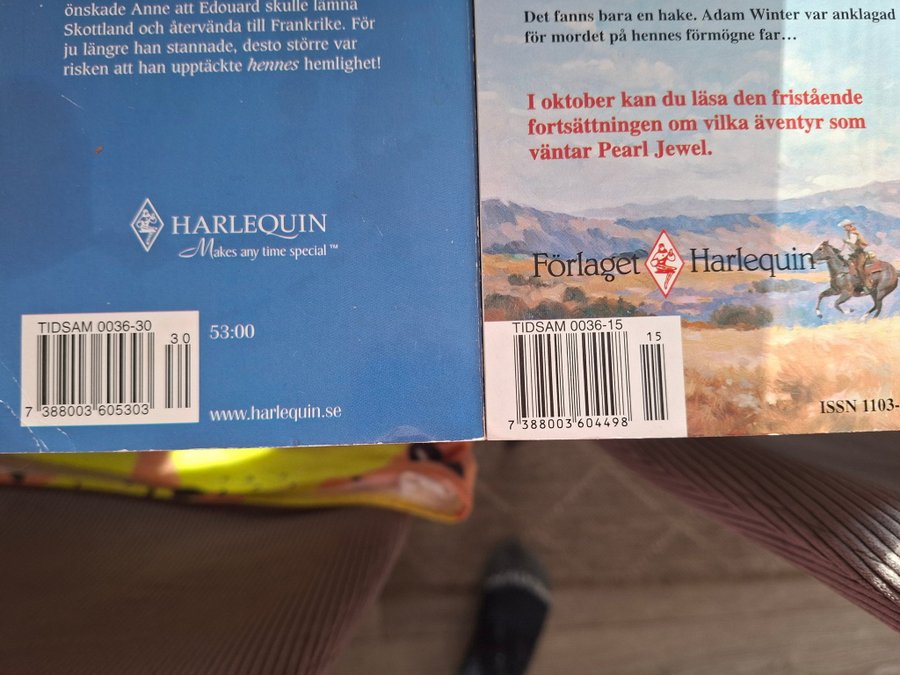 önskade Anne att Edouard skulle lämna
Skottland och återvända till Frankrike. För
ju längre han stannade, desto större var
risken att han upptäckte hennes hemlighet!
HARLEQUIN
Makes any time special™
TIDSAM 0036-30
30
7 388003 605303
53:00
www.harlequin.se
Det fanns bara en hake. Adam Winter var anklagad
för mordet på hennes förmögne far…
I oktober kan du läsa den fristående
fortsättningen om vilka äventyr som
väntar Pearl Jewel.
Förlaget Harlequin
TIDSAM 0036-15
15
7 388003 604498
ISSN 1103-